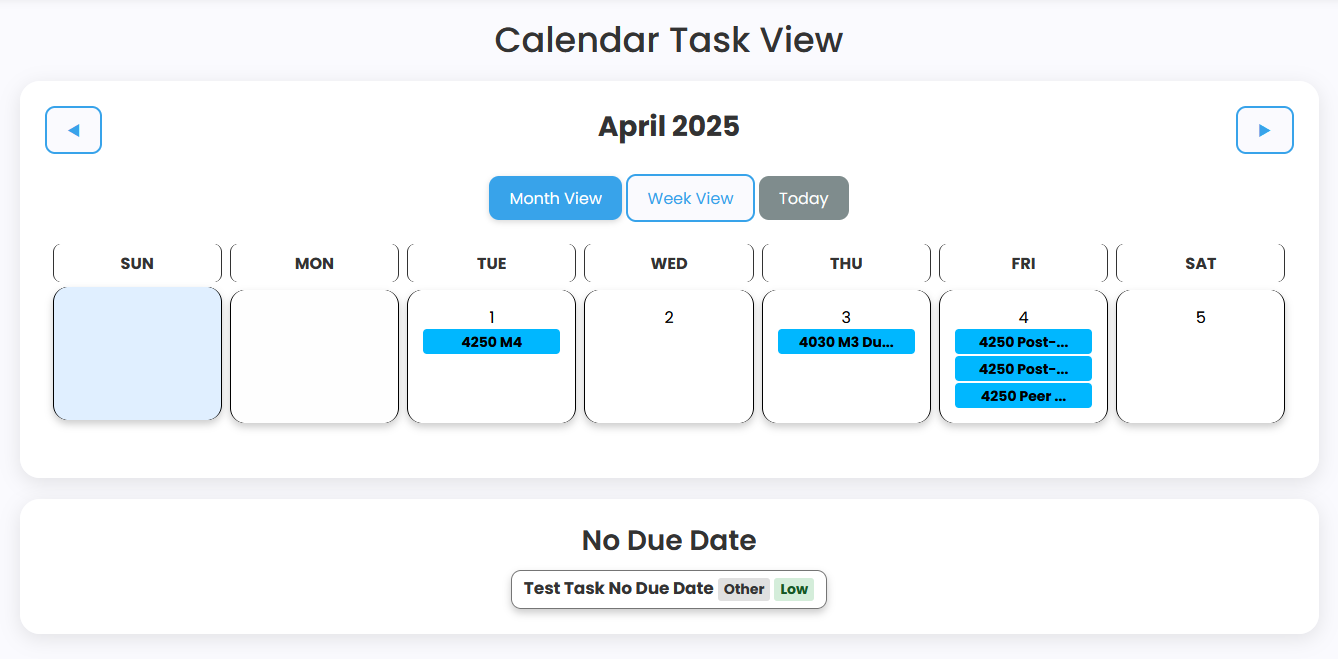 Calendar Task View
◀
April 2025
▶
Month View Week View Today
SUN MON TUE WED THU FRI SAT
1 2 3 4 5
4250 M4 4030 M3 Du... 4250 Post-...
4250 Post-...
4250 Peer ...
No Due Date
Test Task No Due Date Other Low